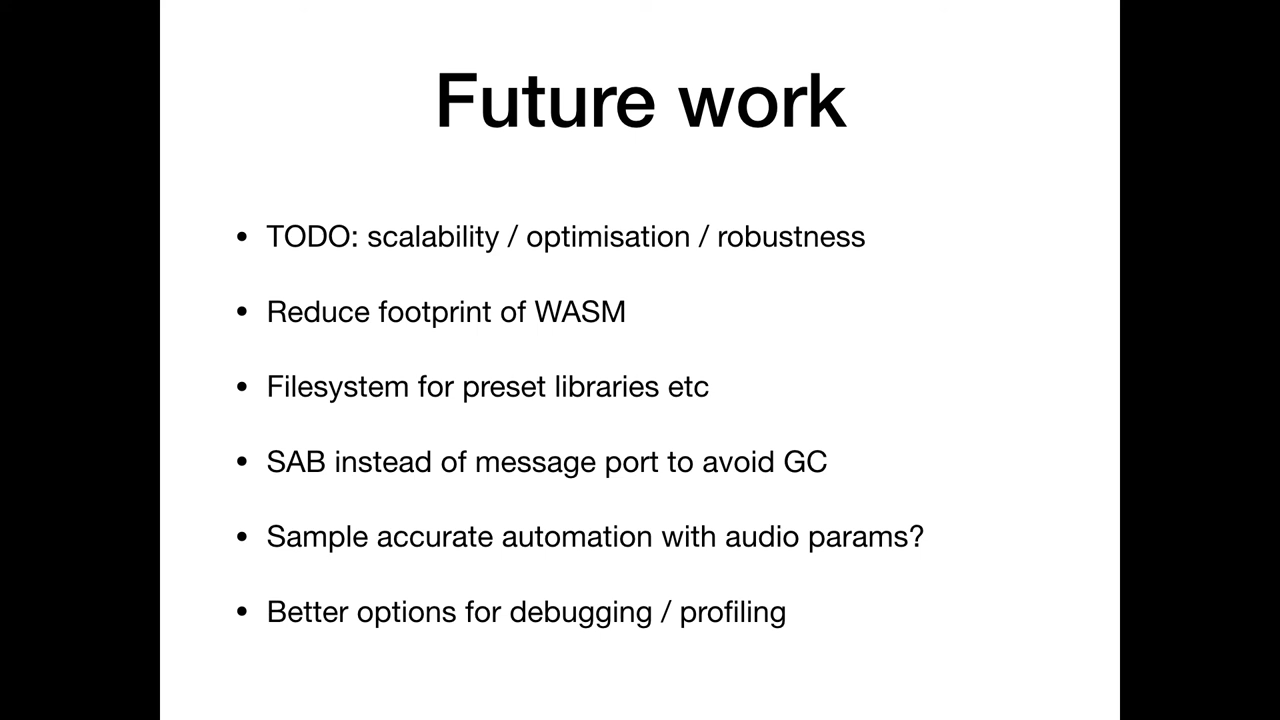 Future work
• TODO: scalability / optimisation / robustness
• Reduce footprint of WASM
• Filesystem for preset libraries etc
• SAB instead of message port to avoid GC
• Sample accurate automation with audio params?
• Better options for debugging / profiling